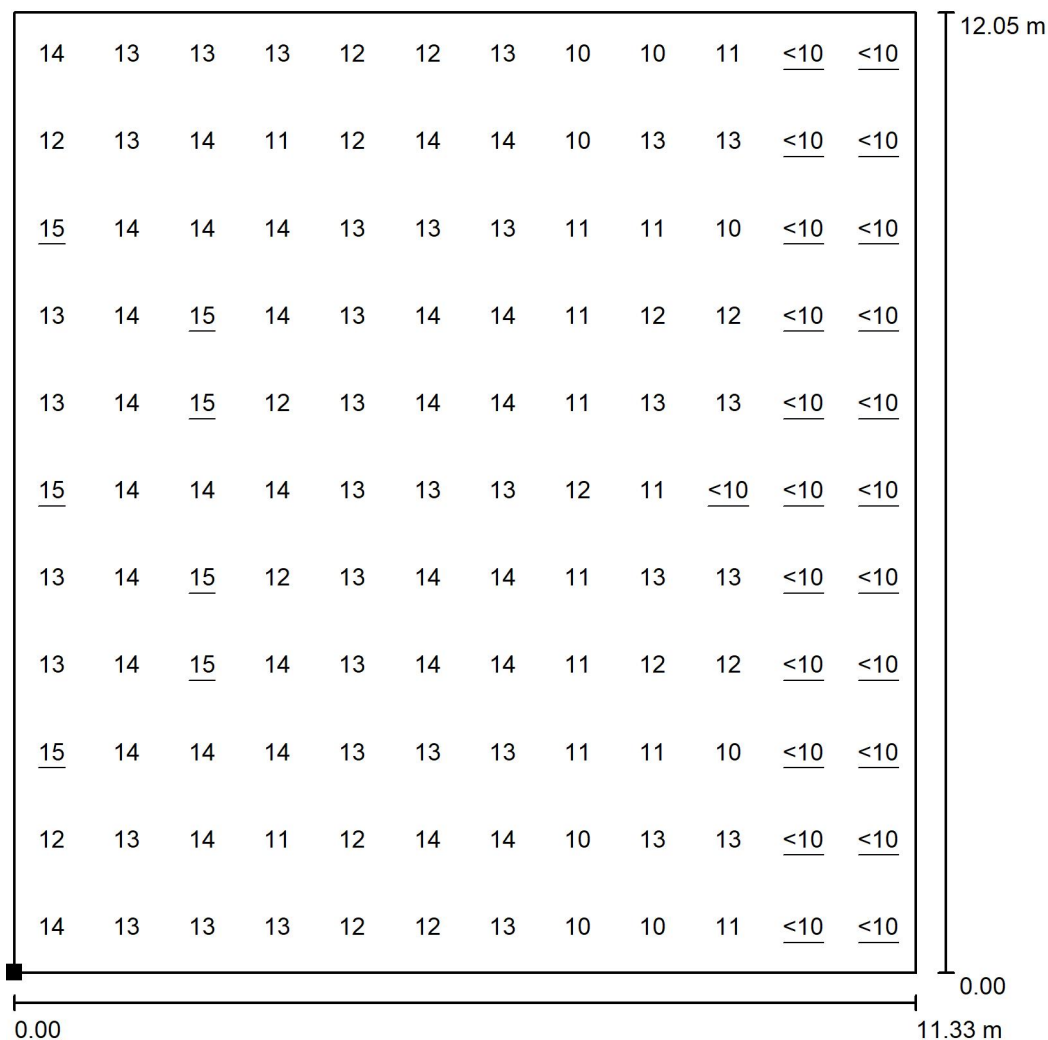 12.05 m
14 13 13 13 12 12 13 10 10 11 <10 <10
12 13 14 11 12 14 14 10 13 13 <10 <10
15 14 14 14 13 13 13 11 11 10 <10 <10
13 14 15 14 13 14 14 11 12 12 <10 <10
13 14 15 12 13 14 14 11 13 13 <10 <10
15 14 14 14 13 13 13 12 11 <10 <10 <10
13 14 15 12 13 14 14 11 13 13 <10 <10
13 14 15 14 13 14 14 11 12 12 <10 <10
15 14 14 14 13 13 13 11 11 10 <10 <10
12 13 14 11 12 14 14 10 13 13 <10 <10
14 13 13 13 12 12 13 10 10 11 <10 <10
0.00
0.00 11.33 m